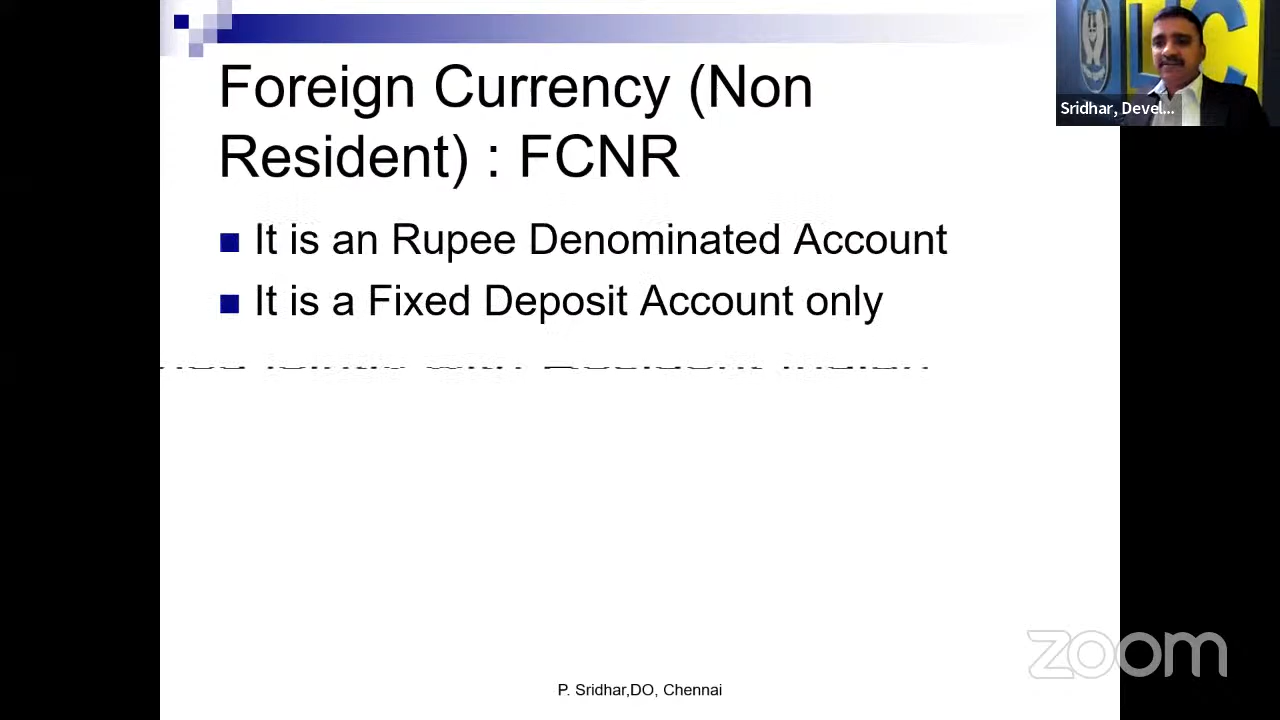 Foreign Currency (Non
Resident) : FCNR
It is an Rupee Denominated Account
It is a Fixed Deposit Account only
P. Sridhar,DO, Chennai
Sridhar, Devel...
zoom